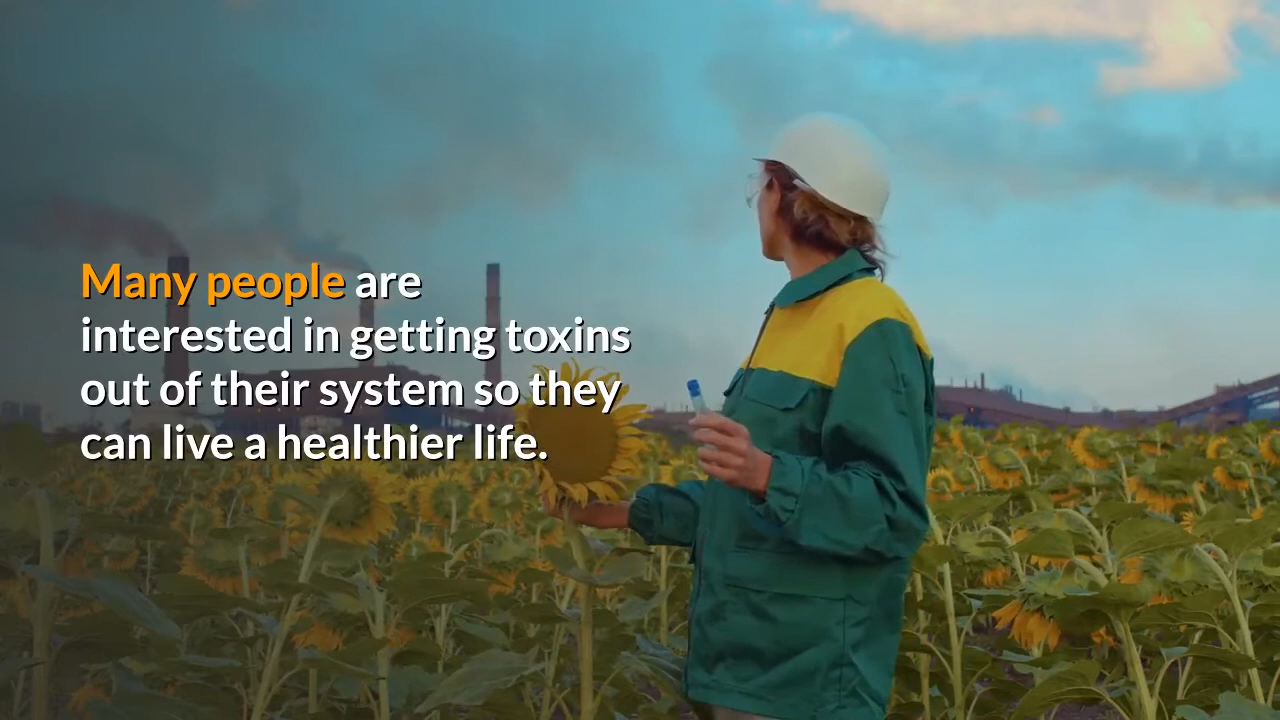 Many people are
interested in getting toxins
out of their system so they
can live a healthier life.